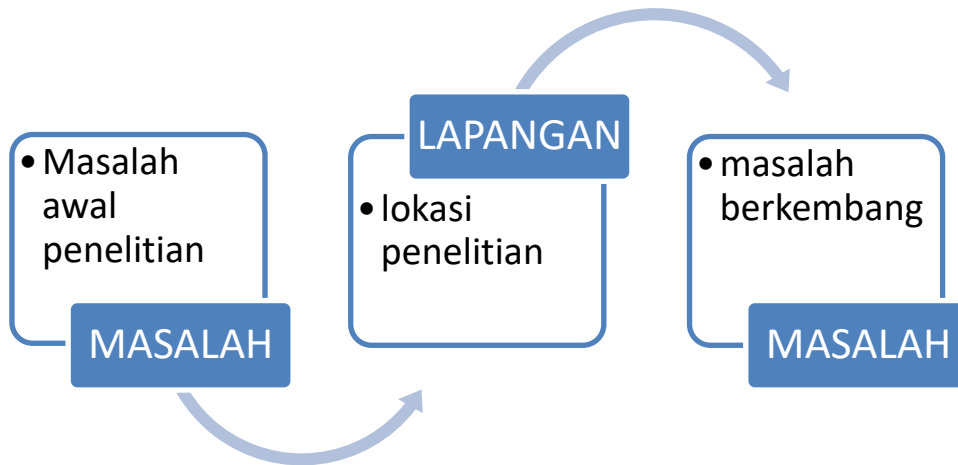 • Masalah
awal
penelitian
MASALAH
LAPANGAN
• lokasi
penelitian
• masalah
berkembang
MASALAH